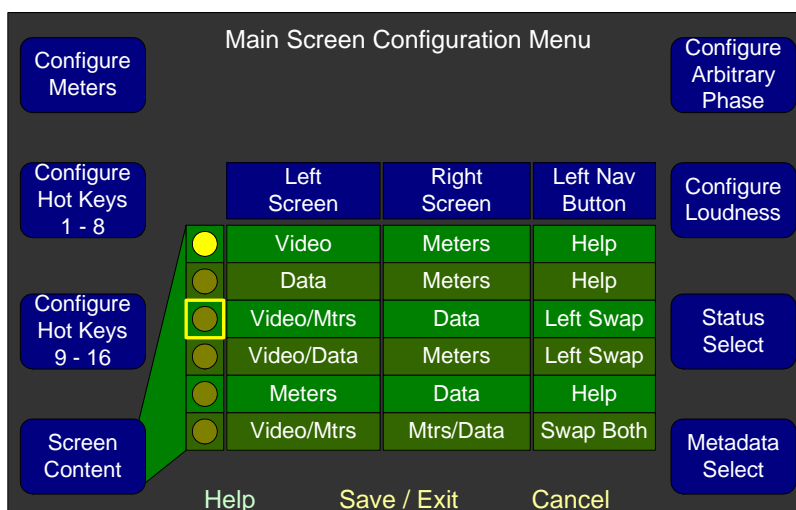 Main Screen Configuration Menu
Configure
Meters
Configure
Arbitrary
Phase
Configure
Hot Keys
1 - 8
Left
Screen
Right
Screen
Left Nav
Button
Configure
Loudness
Video Meters Help
Data Meters Help
Video/Mtrs Data Left Swap
Video/Data Meters Left Swap
Meters Data Help
Video/Mtrs Mtrs/Data Swap Both
Configure
Hot Keys
9 - 16
Status
Select
Screen
Content
Metadata
Select
Help Save / Exit Cancel